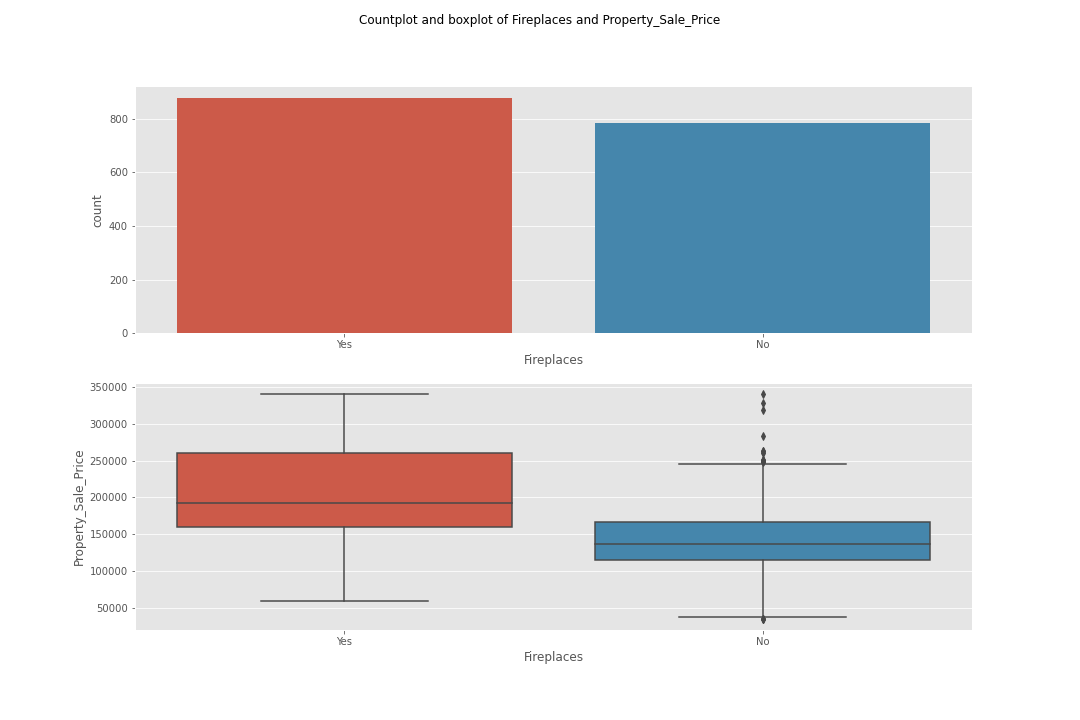 Countplot and boxplot of Fireplaces and Property_Sale_Price
800
600
400
200
0
count
Yes
No
Fireplaces
350000
300000
250000
200000
150000
100000
50000
Property_Sale_Price
Yes
No
Fireplaces